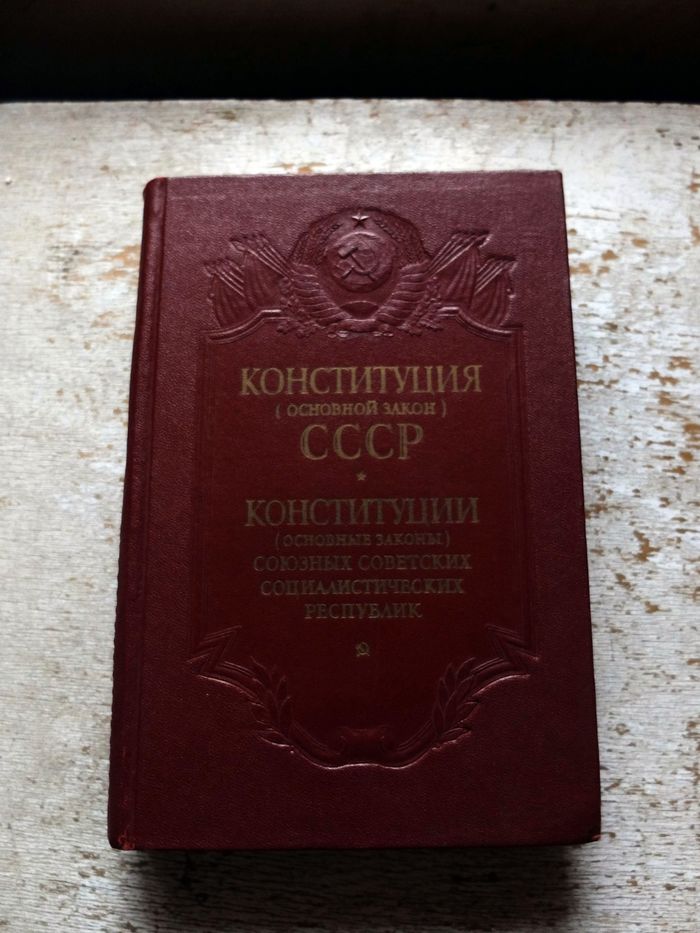 КОНСТИТУЦИЯ
(ОСНОВНОЙ ЗАКОН)
СССР
КОНСТИТУЦИИ
(ОСНОВНЫЕ ЗАКОНЫ)
СОЮЗНЫХ СОВЕТСКИХ
СОЦИАЛИСТИЧЕСКИХ
РЕСПУБЛИК